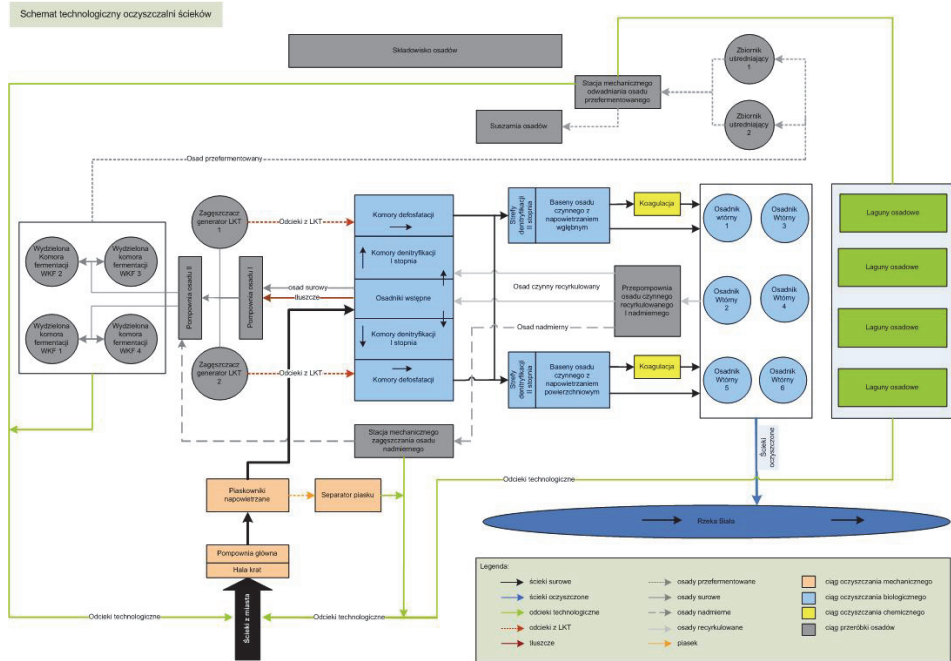 Schemat technologiczny oczyszczalni ścieków
Składowisko osadów
Zbiornik
uśredniający
1
Stacja mechanicznego
odwadniania osadu
przefermentowanego
Zbiornik
uśredniający
2
Suszarnia osadów
Osad przefermentowany
Zagęszczacz
generator LKT
1
Odcieki z LKT
Komory defosfatacji
Strefy
denitryfikacji
II stopnia
Baseny osadu
czynnego z
napowietrzaniem
wgłębnym
Koagulacja
Osadnik
wtórny
1
Osadnik
Wtórny
3
Laguny osadowe
Wydzielona
Komora
fermentacji
WKF 2
Wydzielona
komora
fermentacji
WKF 3
Komory denitryfikacji
I stopnia
Laguny osadowe
Pompownia osadu II
Pompownia osadu I
osad surowy
tłuszcze
Osadniki wstępne
Osad czynny recyrkulowany
Przepompownia
osadu czynnego
recyrkulowanego
I nadmiernego
Osadnik
Wtórny
2
Osadnik
Wtórny
4
Wydzielona
komora
fermentacji
WKF 1
Wydzielona
komora
fermentacji
WKF 4
Komory denitryfikacji
I stopnia
Osad nadmierny
Laguny osadowe
Zagęszczacz
generator LKT
2
Odcieki z LKT
Komory defosfatacji
Strefy
denitryfikacji
II stopnia
Baseny osadu
czynnego z
napowietrzaniem
powierzchniowym
Koagulacja
Osadnik
Wtórny
5
Osadnik
Wtórny
6
Laguny osadowe
Stacja mechanicznego
zagęszczania osadu
nadmiernego
Ścieki
oczyszczone
Odcieki technologiczne
Piaskowniki
napowietrzane
Separator piasku
Rzeka Biała
Pompownia główna
Hala krat
Odcieki technologiczne
Ścieki z miasta
Odcieki technologiczne
Legenda:
ścieki surowe
osady przefermentowane
ciąg oczyszczania mechanicznego
ścieki oczyszczone
osady surowe
ciąg oczyszczania biologicznego
odcieki technologiczne
osady nadmierne
ciąg oczyszczania chemicznego
odcieki z LKT
osady recyrkulowane
ciąg przeróbki osadów
tłuszcze
piasek